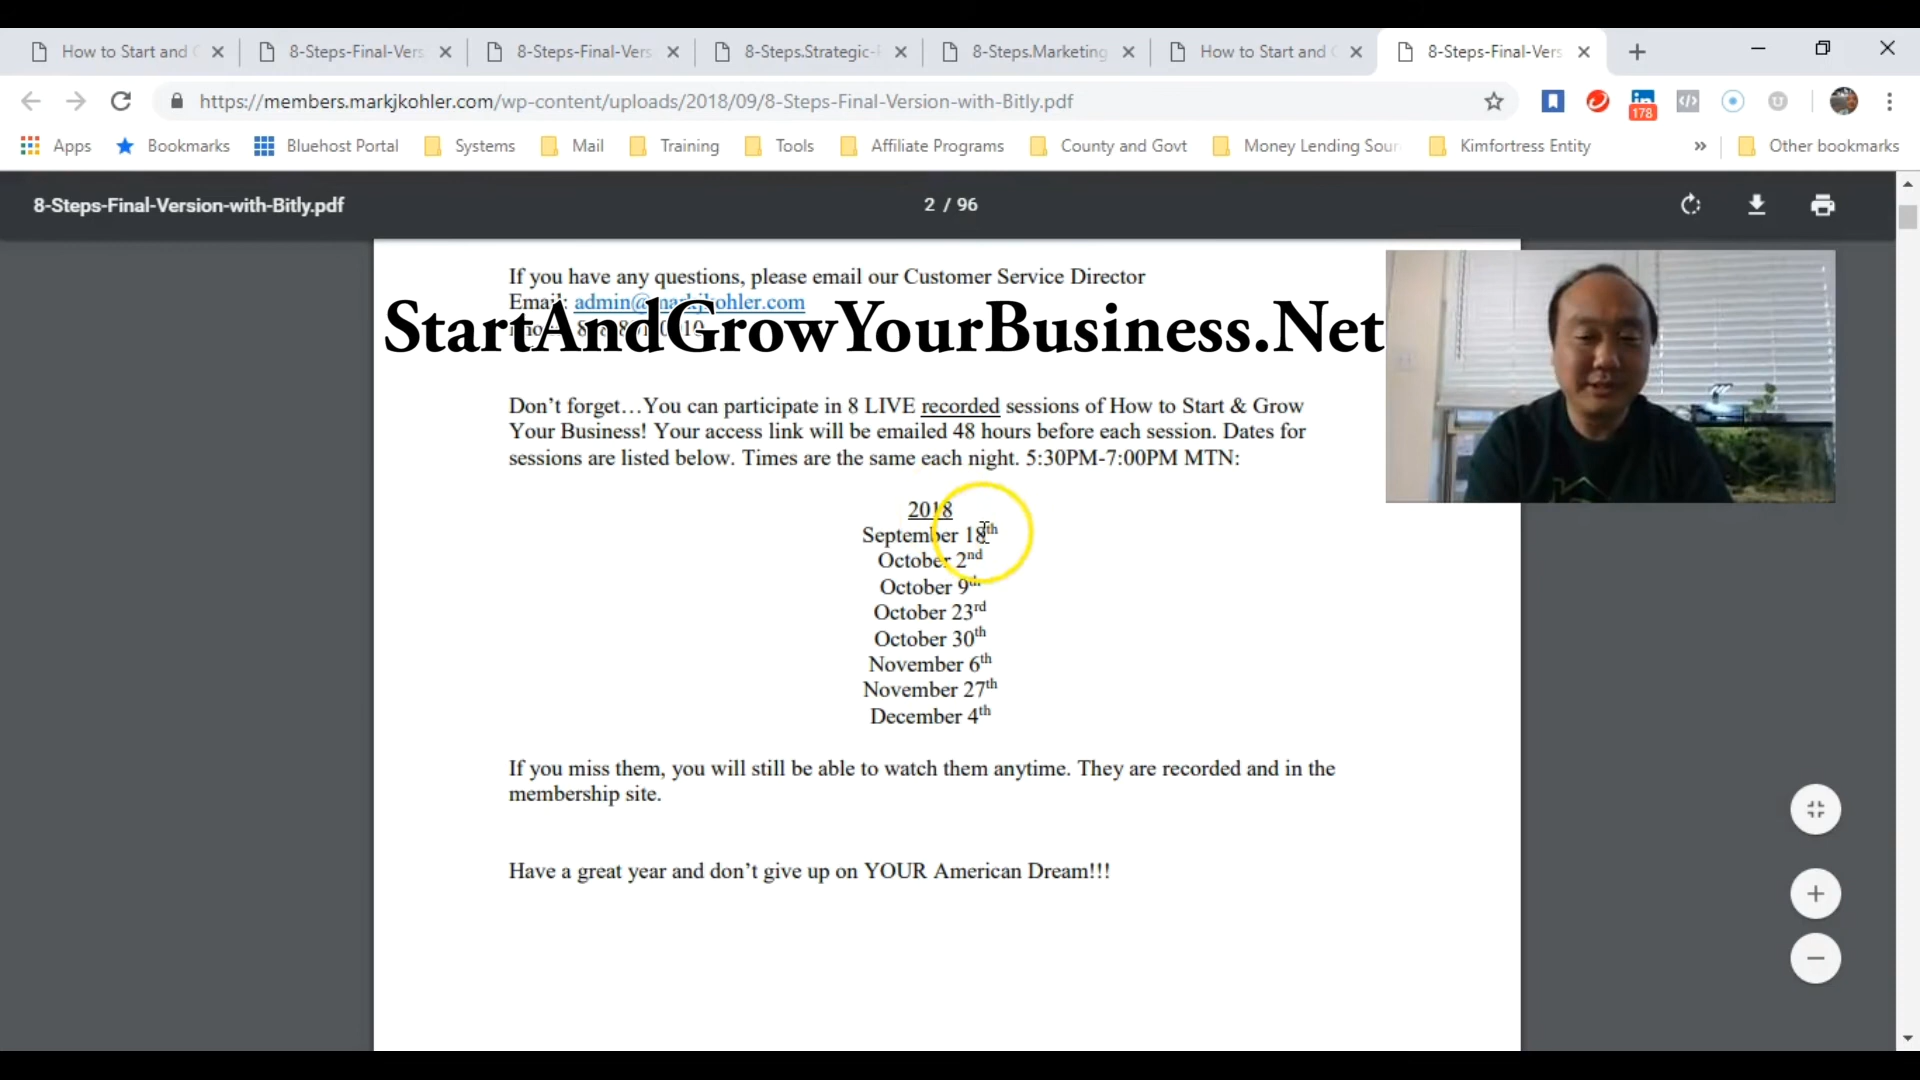 How to Start and
8-Steps-Final-Vers
8-Steps-Final-Vers
8-Steps.Strategic-
8-Steps.Marketing
How to Start and
8-Steps-Final-Vers
https://members.markjkohler.com/wp-content/uploads/2018/09/8-Steps-Final-Version-with-Bitly.pdf
178
Apps Bookmarks Bluehost Portal Systems Mail Training Tools Affiliate Programs County and Govt Money Lending Sour Kimfortress Entity » Other bookmarks
8-Steps-Final-Version-with-Bitly.pdf
2 / 96
If you have any questions, please email our Customer Service Director
Email: admin@markjkohler.com
StartAndGrowYourBusiness.Net
Don't forget…You can participate in 8 LIVE recorded sessions of How to Start & Grow
Your Business! Your access link will be emailed 48 hours before each session. Dates for
sessions are listed below. Times are the same each night. 5:30PM-7:00PM MTN:
2018
September 18th
October 2nd
October 9th
October 23rd
October 30th
November 6th
November 27th
December 4th
If you miss them, you will still be able to watch them anytime. They are recorded and in the
membership site.
Have a great year and don't give up on YOUR American Dream!!!